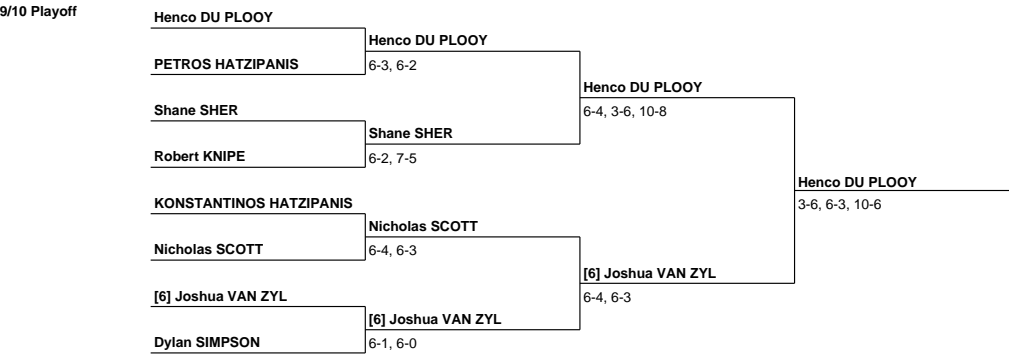 9/10 Playoff
Henco DU PLOOY
Henco DU PLOOY
PETROS HATZIPANIS
6-3, 6-2
Henco DU PLOOY
Shane SHER
6-4, 3-6, 10-8
Shane SHER
Robert KNIPE
6-2, 7-5
Henco DU PLOOY
KONSTANTINOS HATZIPANIS
3-6, 6-3, 10-6
Nicholas SCOTT
Nicholas SCOTT
6-4, 6-3
[6] Joshua VAN ZYL
[6] Joshua VAN ZYL
6-4, 6-3
[6] Joshua VAN ZYL
Dylan SIMPSON
6-1, 6-0